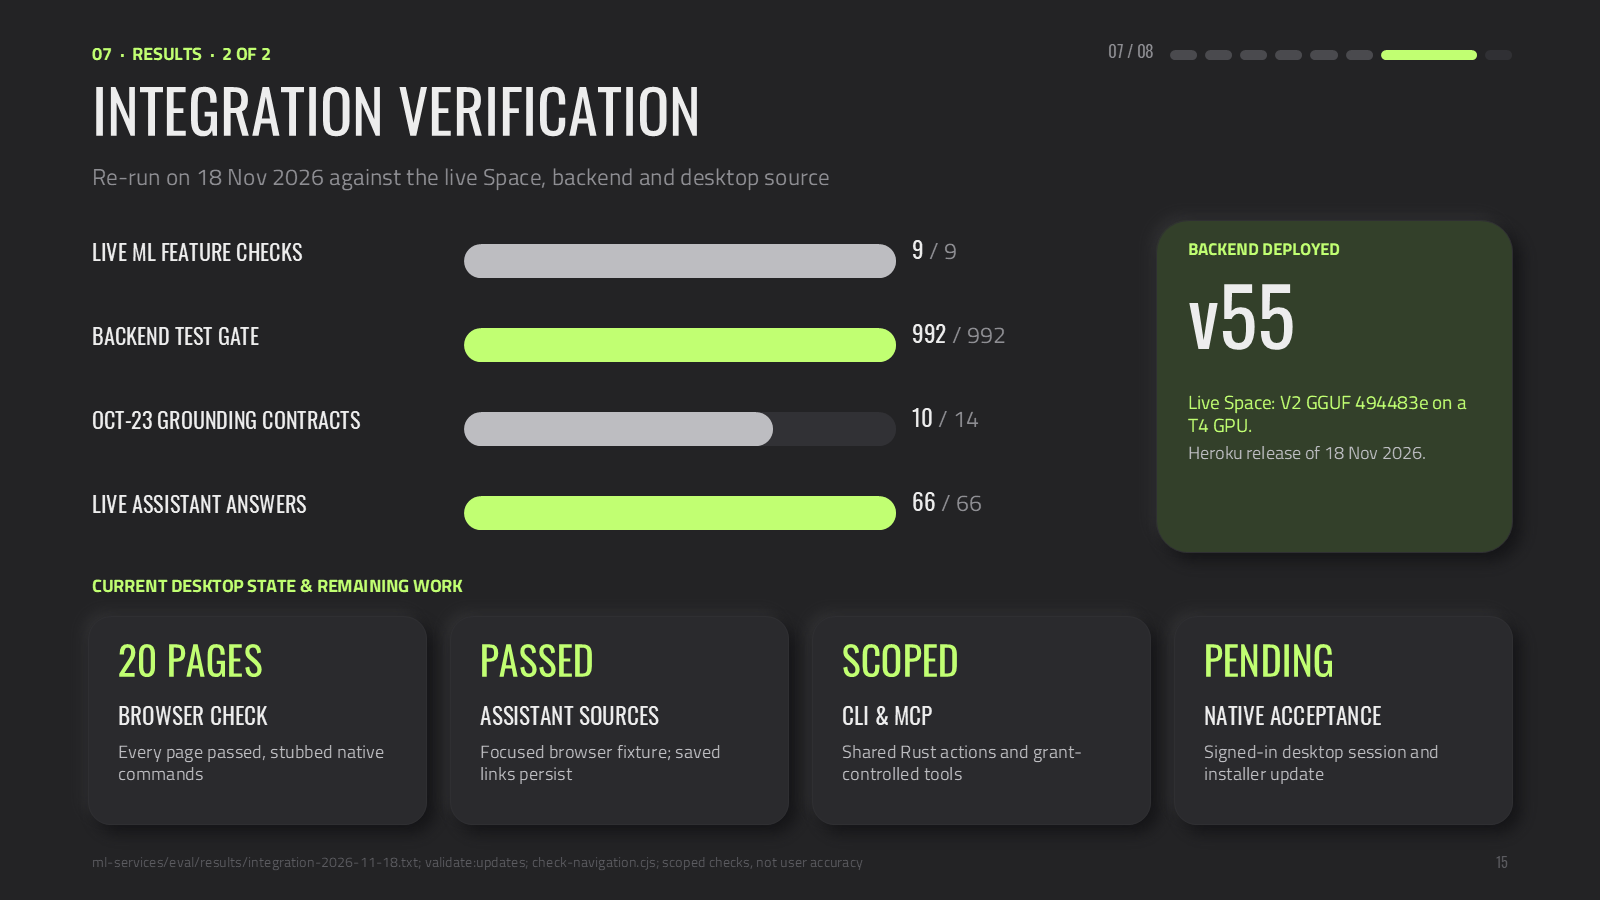 07 · RESULTS · 2 OF 2
07 / 08
INTEGRATION VERIFICATION
Re-run on 18 Nov 2026 against the live Space, backend and desktop source
LIVE ML FEATURE CHECKS
9 / 9
BACKEND TEST GATE
992 / 992
OCT-23 GROUNDING CONTRACTS
10 / 14
LIVE ASSISTANT ANSWERS
66 / 66
BACKEND DEPLOYED
v55
Live Space: V2 GGUF 494483e on a
T4 GPU.
Heroku release of 18 Nov 2026.
CURRENT DESKTOP STATE & REMAINING WORK
20 PAGES
BROWSER CHECK
Every page passed, stubbed native
commands
PASSED
ASSISTANT SOURCES
Focused browser fixture; saved
links persist
SCOPED
CLI & MCP
Shared Rust actions and grant-
controlled tools
PENDING
NATIVE ACCEPTANCE
Signed-in desktop session and
installer update
ml-services/eval/results/integration-2026-11-18.txt; validate:updates; check-navigation.cjs; scoped checks, not user accuracy
15